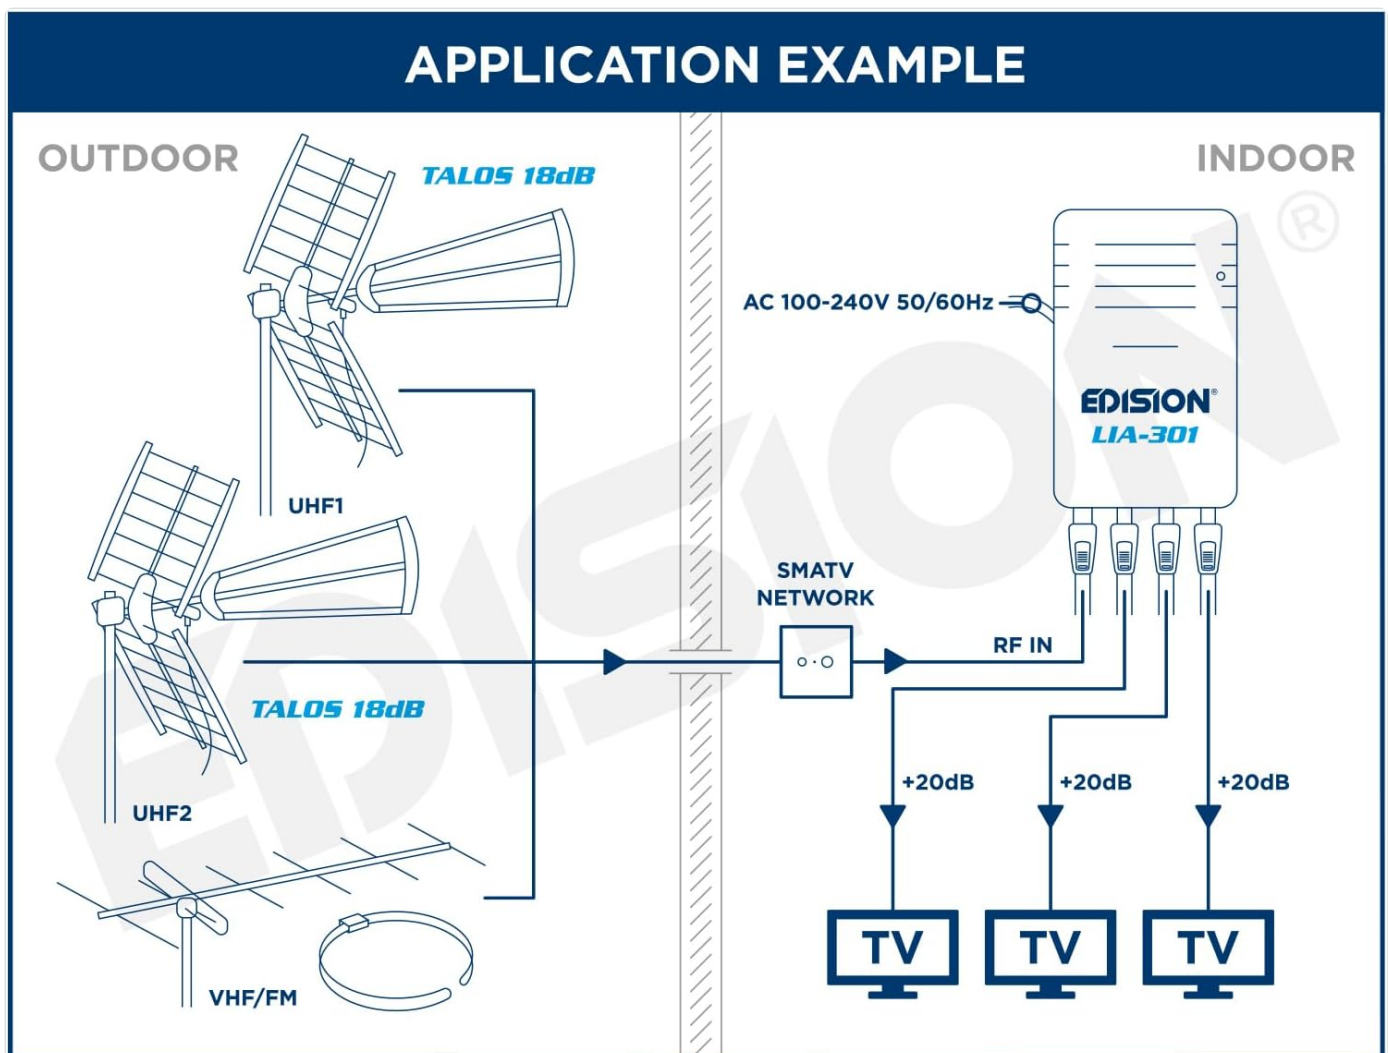 APPLICATION EXAMPLE
OUTDOOR
INDOOR
TALOS 18dB
AC 100-240V 50/60Hz
EDISION®
LIA-301
UHF1
SMATV
NETWORK
RF IN
TALOS 18dB
UHF2
+20dB
+20dB
+20dB
TV
TV
TV
VHF/FM
EDISION®